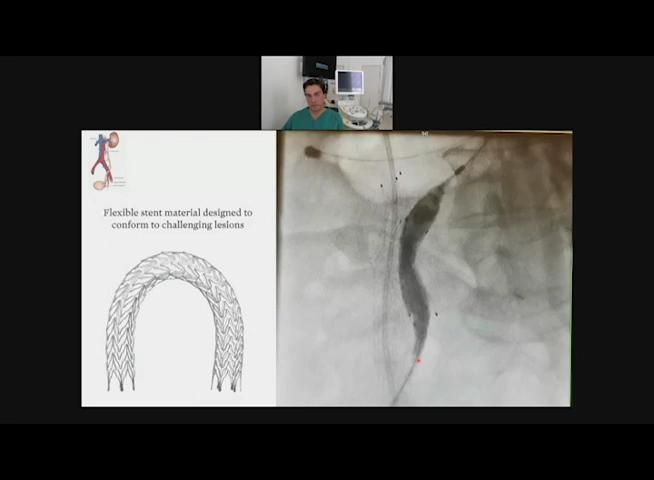 Flexible stent material designed to
conform to challenging lesions